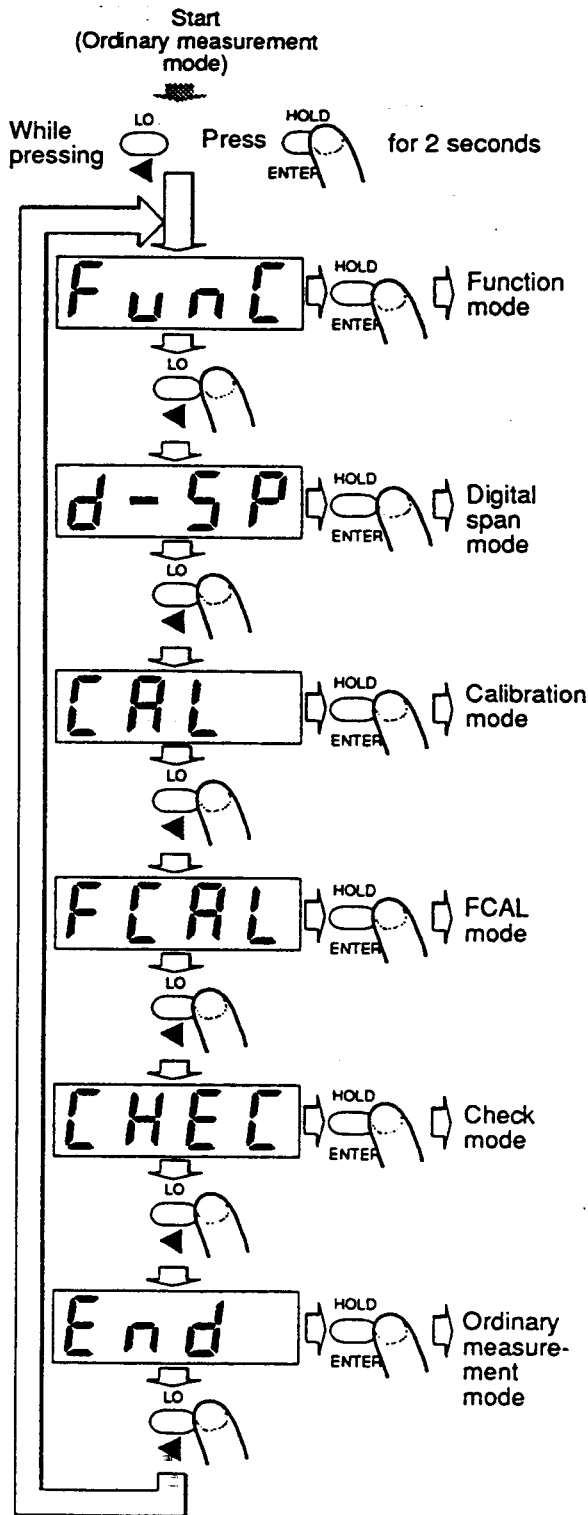 Start
(Ordinary measurement
mode)
While
pressing
LO
Press
HOLD
ENTER
for 2 seconds
FunC
HOLD
ENTER
Function
mode
LO
d-SP
HOLD
ENTER
Digital
span
mode
LO
CAL
HOLD
ENTER
Calibration
mode
LO
FCAL
HOLD
ENTER
FCAL
mode
LO
CHEC
HOLD
ENTER
Check
mode
LO
End
HOLD
ENTER
Ordinary
measure-
ment
mode
LO